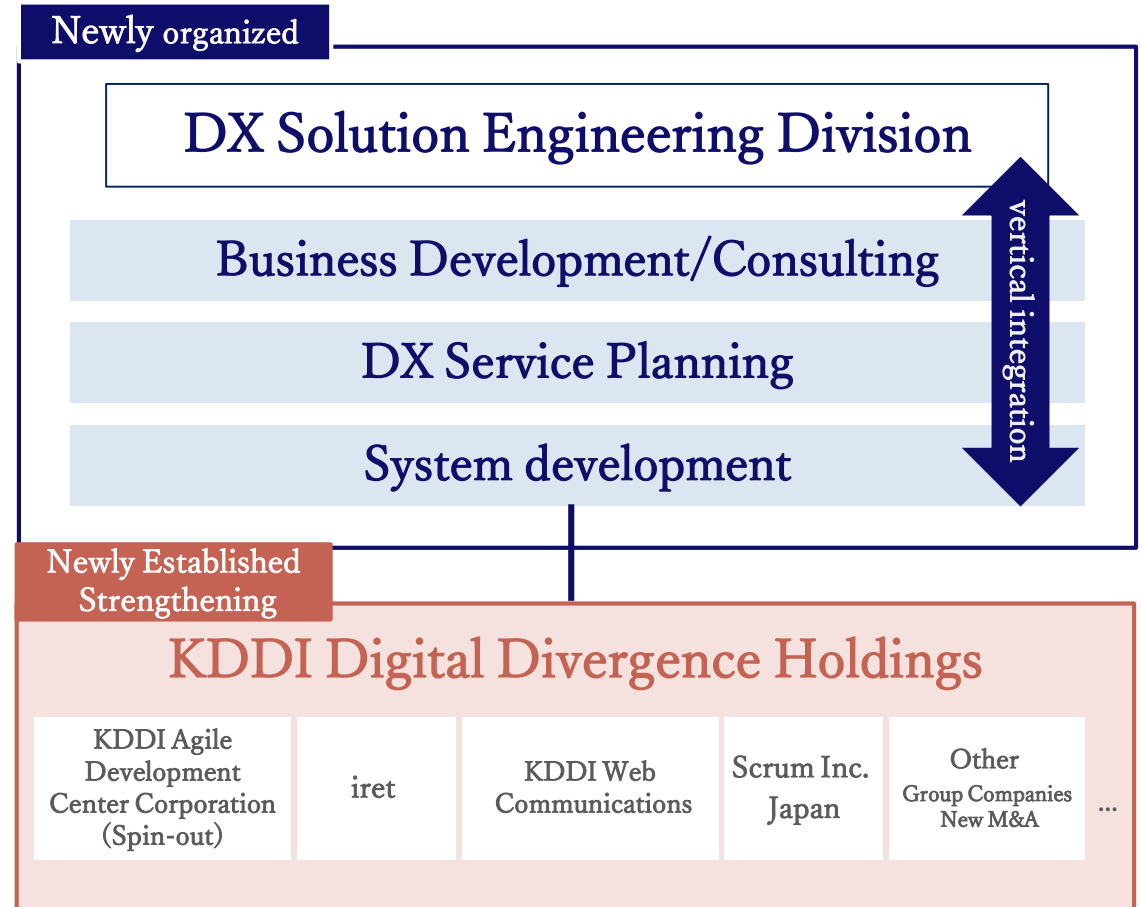 Newly organized
DX Solution Engineering Division
vertical integration
Business Development/Consulting
DX Service Planning
System development
Newly Established
Strengthening
KDDI Digital Divergence Holdings
KDDI Agile
Development
Center Corporation
(Spin-out)
iret
KDDI Web
Communications
Scrum Inc.
Japan
Other
Group Companies
New M&A
...